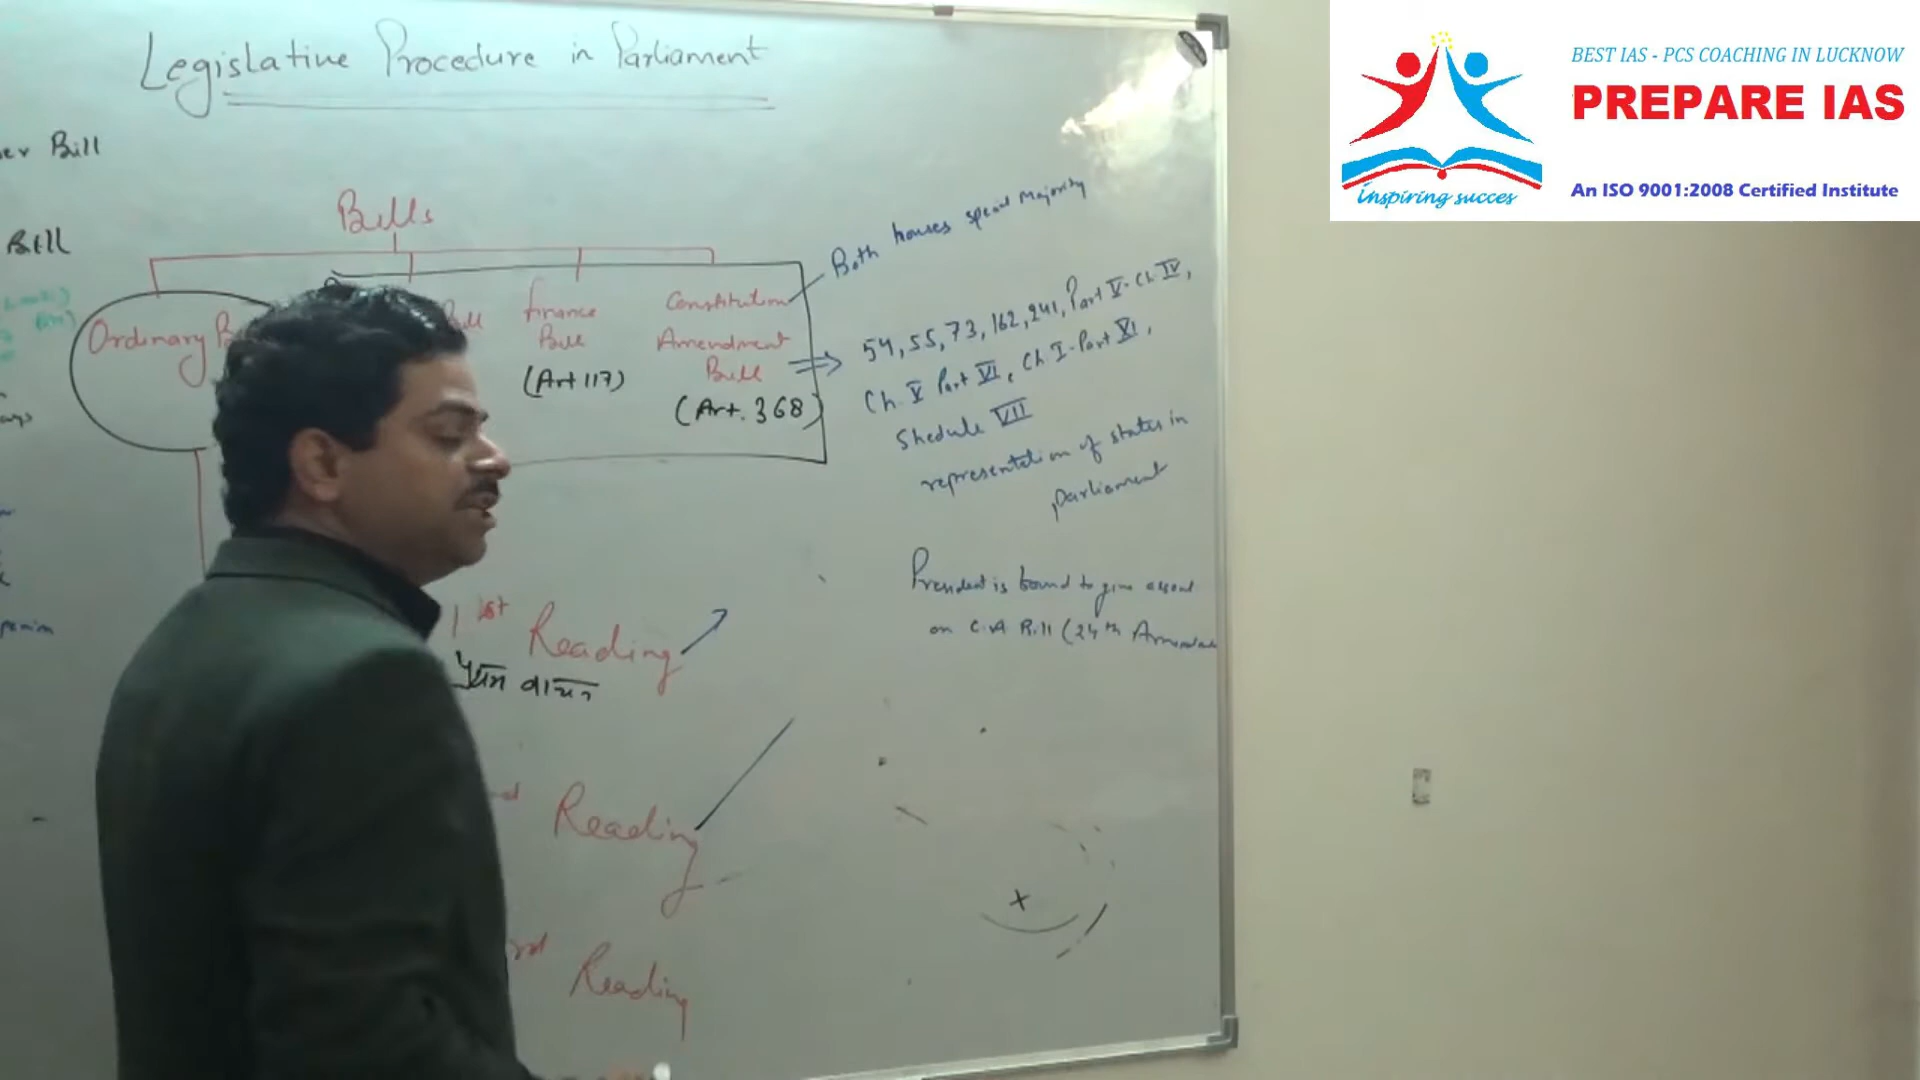 Legislative Procedure in Parliament
Bill
Bill
Bills
Ordinary
Bill
Finance
Bill
(Art 117)
Constitution
Amendment
Bill
(Art. 368)
Both houses special Majority
54, 55, 73, 162, 241, Part V- Ch. IV,
Ch. V Part VI, Ch I- Part XI,
Shedule VII
representation of states in
parliament
President is bound to give assent
on C.A Bill (24th
1st Reading
वाचन
Reading
Reading
BEST IAS - PCS COACHING IN LUCKNOW
PREPARE IAS
An ISO 9001:2008 Certified Institute
inspiring succes